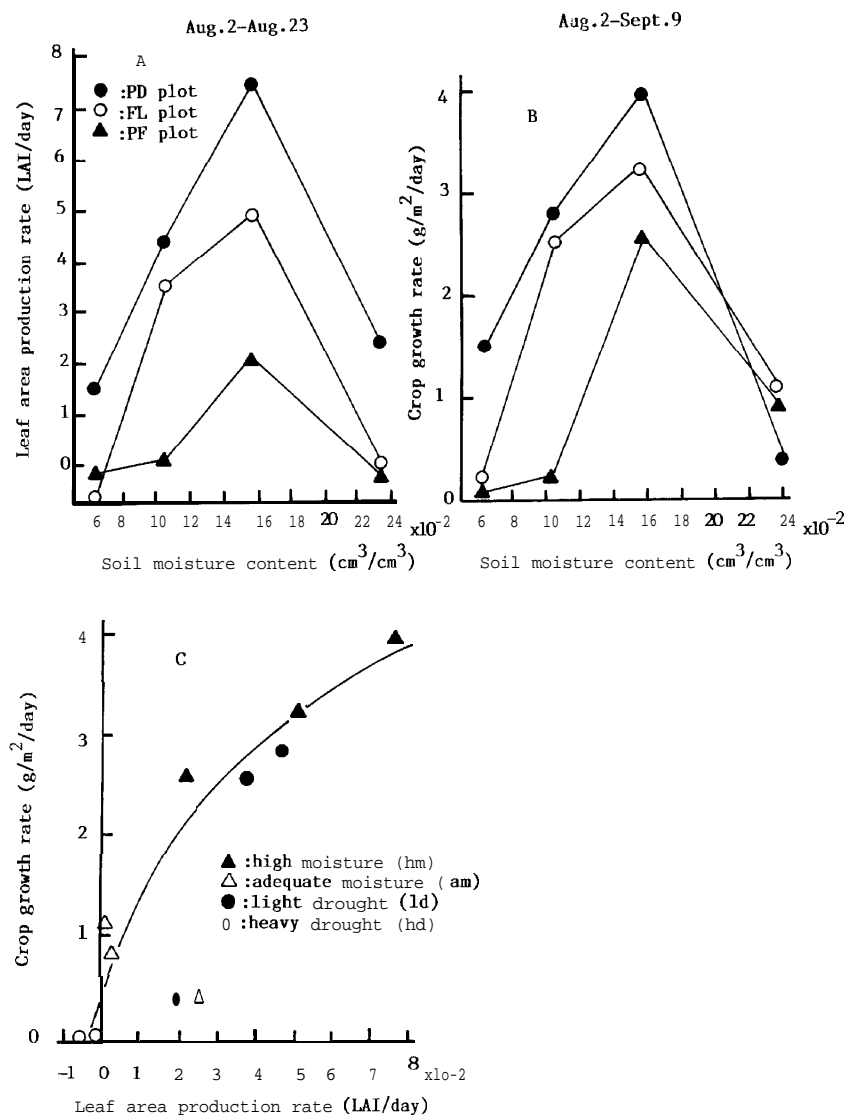 Aug.2-Aug.23
A
8
7
6
5
4
3
2
1
0
Leaf area production rate (LAI/day)
● :PD plot
○ :FL plot
▲ :PF plot
6 8 10 14 16 20 22 24 x10-2
Soil moisture content (cm³/cm³)
Aug.2-Sept.9
B
4
3
2
1
0
Crop growth rate (g/m²/day)
6 8 10 14 16 18 20 22 24 x10-2
Soil moisture content (cm³/cm³)
C
4
3
2
1
0
Crop growth rate (g/m²/day)
▲ :high moisture (hm)
△ :adequate moisture ( am)
● :light drought (ld)
0 :heavy drought (hd)
-1 0 1 2 4 5 6 7 8 x1o-2
Leaf area production rate (LAI/day)